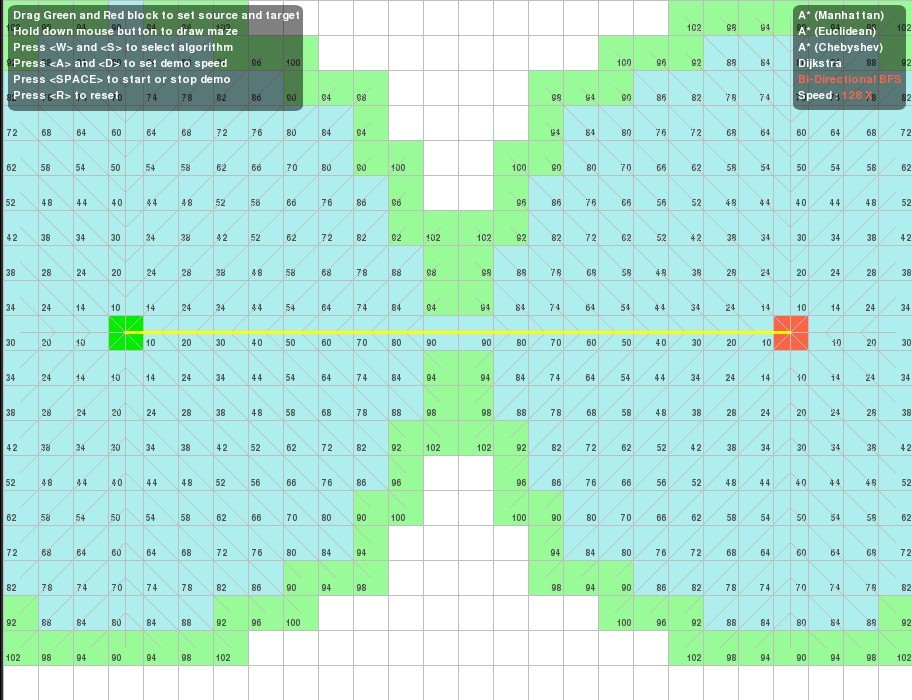 Drag Green and Red block to set source and target
Hold down mouse button to draw maze
Press <W> and <S> to select algorithm
Press <A> and <D> to set demo speed
Press <SPACE> to start or stop demo
Press <R> to reset
A* (Manhattan)
A* (Euclidean)
A* (Chebyshev)
Dijkstra
Bi-Directional BFS
Speed : 128 X
102 98 94
96 100 100 96 92 88 84
82 74 78 82 86 90 94 98 98 94 90 86 82 78 74 78 82
72 68 64 60 64 68 72 76 80 84 94 94 84 80 76 72 68 64 60 64 68 72
62 58 54 50 54 58 62 66 70 80 90 100 100 90 80 70 66 62 58 54 50 54 58 62
52 48 44 40 44 48 52 56 66 76 86 96 96 86 76 66 56 52 48 44 40 44 48 52
42 38 34 30 34 38 42 52 62 72 82 92 102 102 92 82 72 62 52 42 38 34 30 34 38 42
38 28 24 20 24 28 38 48 58 68 78 88 98 98 88 78 68 58 48 38 28 24 20 24 28 38
34 24 14 10 14 24 34 44 54 64 74 84 94 94 84 74 64 54 44 34 24 14 10 14 24 34
30 20 10 10 20 30 40 50 60 70 80 90 90 80 70 60 50 40 30 20 10 10 20 30
34 24 14 10 14 24 34 44 54 64 74 84 94 94 84 74 64 54 44 34 24 14 10 14 24 34
38 28 24 20 24 28 38 48 58 68 78 88 98 98 88 78 68 58 48 38 28 24 20 24 28 38
42 38 34 30 34 38 42 52 62 72 82 92 102 102 92 82 72 62 52 42 38 34 30 34 38 42
52 48 44 40 44 48 52 56 66 76 86 96 96 86 76 66 56 52 48 44 40 44 48 52
62 58 54 50 54 58 62 66 70 80 90 100 100 90 80 70 66 62 58 54 50 54 58 62
72 68 64 60 64 68 72 76 80 84 94 94 84 80 76 72 68 64 60 64 68 72
82 78 74 70 74 78 82 86 90 94 98 98 94 90 86 82 78 74 70 74 78 82
92 88 84 80 84 88 92 96 100 100 96 92 88 84 80 84 88 92
102 98 94 90 94 98 102 102 98 94 90 94 98 102